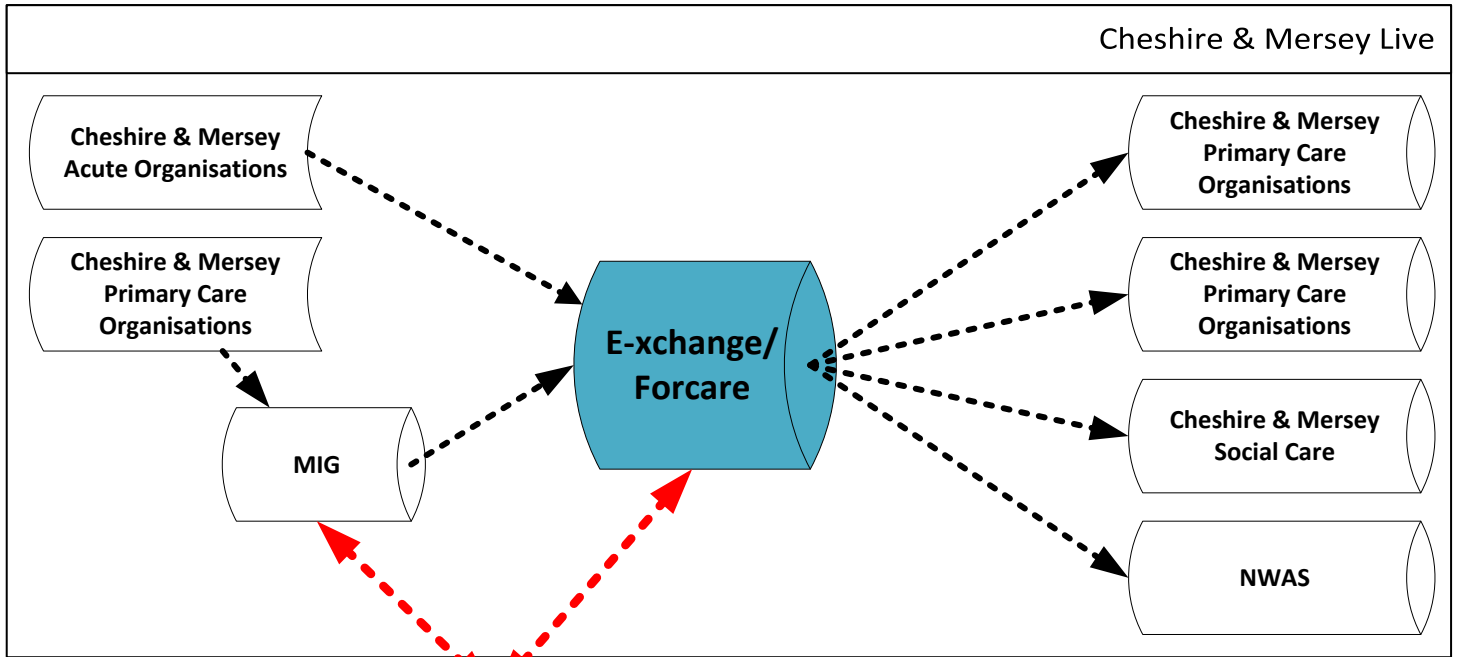 Cheshire & Mersey Live
Cheshire & Mersey
Acute Organisations
Cheshire & Mersey
Primary Care
Organisations
MIG
E-xchange/
Forcare
Cheshire & Mersey
Primary Care
Organisations
Cheshire & Mersey
Primary Care
Organisations
Cheshire & Mersey
Social Care
NWAS